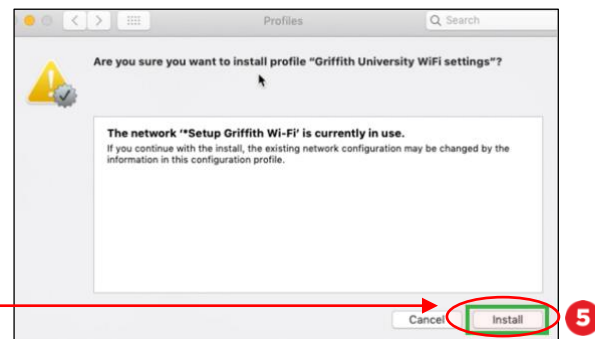 Profiles
Search
Are you sure you want to install profile “Griffith University WiFi settings”?
The network ‘*Setup Griffith Wi-Fi’ is currently in use.
If you continue with the install, the existing network configuration may be changed by the
information in this configuration profile.
Cancel
Install
5